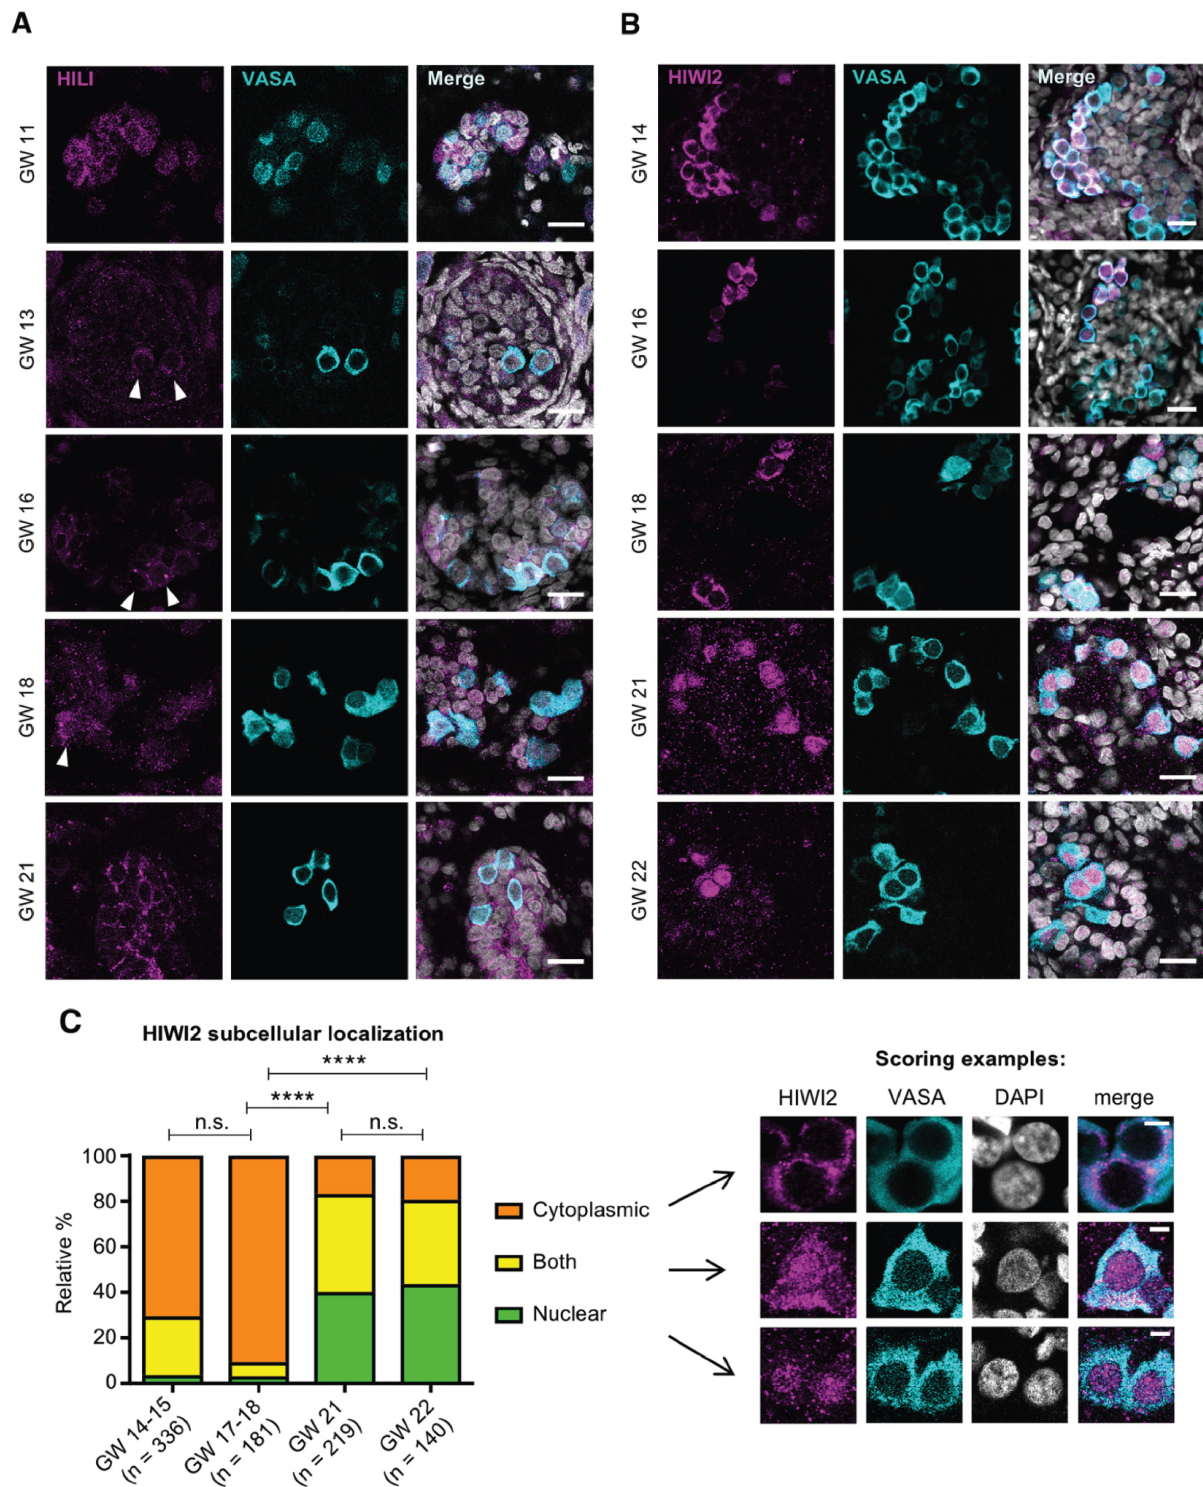 A
B
HILI VASA Merge
HIWI2 VASA Merge
GW 11
GW 13
GW 16
GW 18
GW 21
GW 14
GW 16
GW 18
GW 21
GW 22
C
HIWI2 subcellular localization
****
****
n.s. n.s.
Relative %
100
80
60
40
20
0
GW 14-15
(n = 336)
GW 17-18
(n = 181)
GW 21
(n = 219)
GW 22
(n = 140)
Cytoplasmic
Both
Nuclear
Scoring examples:
HIWI2 VASA DAPI merge